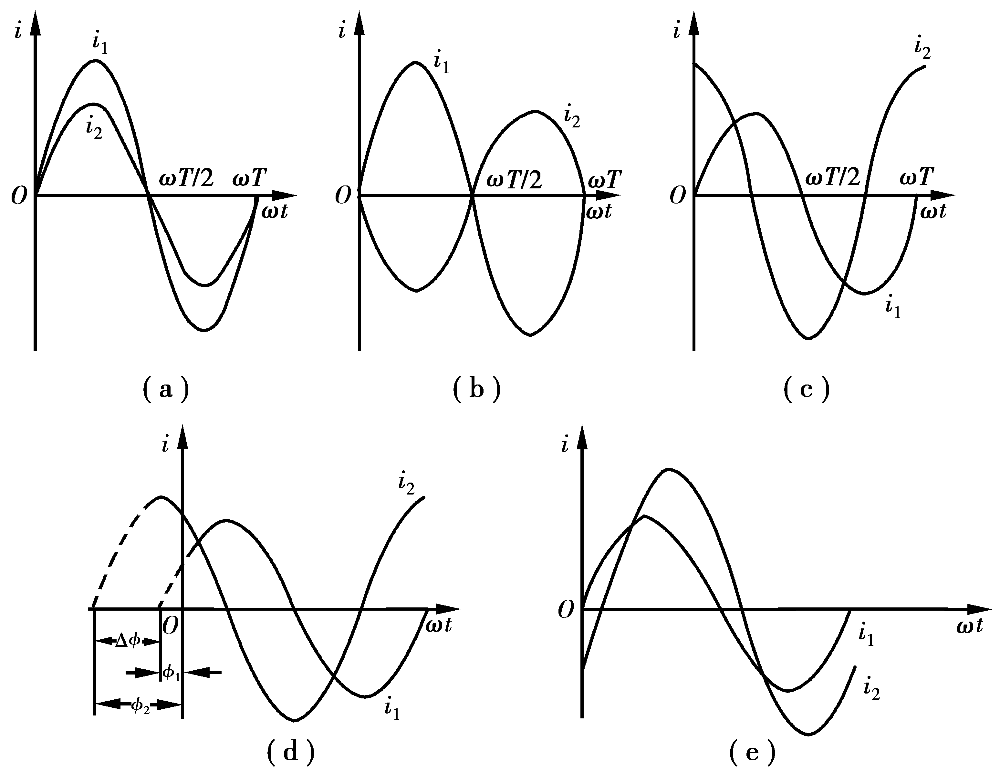 i
i₁
i₂
ωT/2
ωT
O
ωt
( a )
i
i₁
i₂
ωT/2
ωT
O
ωt
( b )
i
i₂
ωT/2
ωT
O
ωt
i₁
( c )
i
i₂
O
ωt
Δϕ
ϕ₁
ϕ₂
i₁
( d )
i
O
ωt
i₁
i₂
( e )